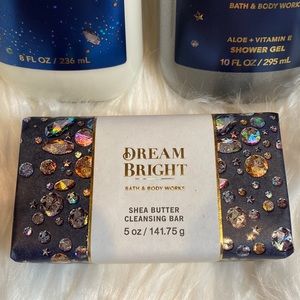 BATH & BODY WORKS
ALOE + VITAMIN E
SHOWER GEL
8 FL OZ / 236 mL
10 FL OZ / 295 mL
DREAM
BRIGHT
BATH & BODY WORKS
SHEA BUTTER
CLEANSING BAR
5 oz / 141.75 g